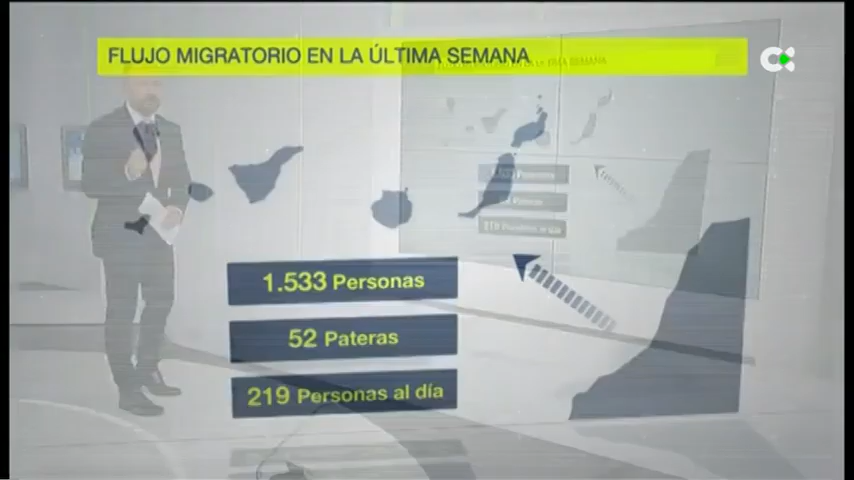 FLUJO MIGRATORIO EN LA ÚLTIMA SEMANA
1.533 Personas
52 Pateras
219 Personas al día